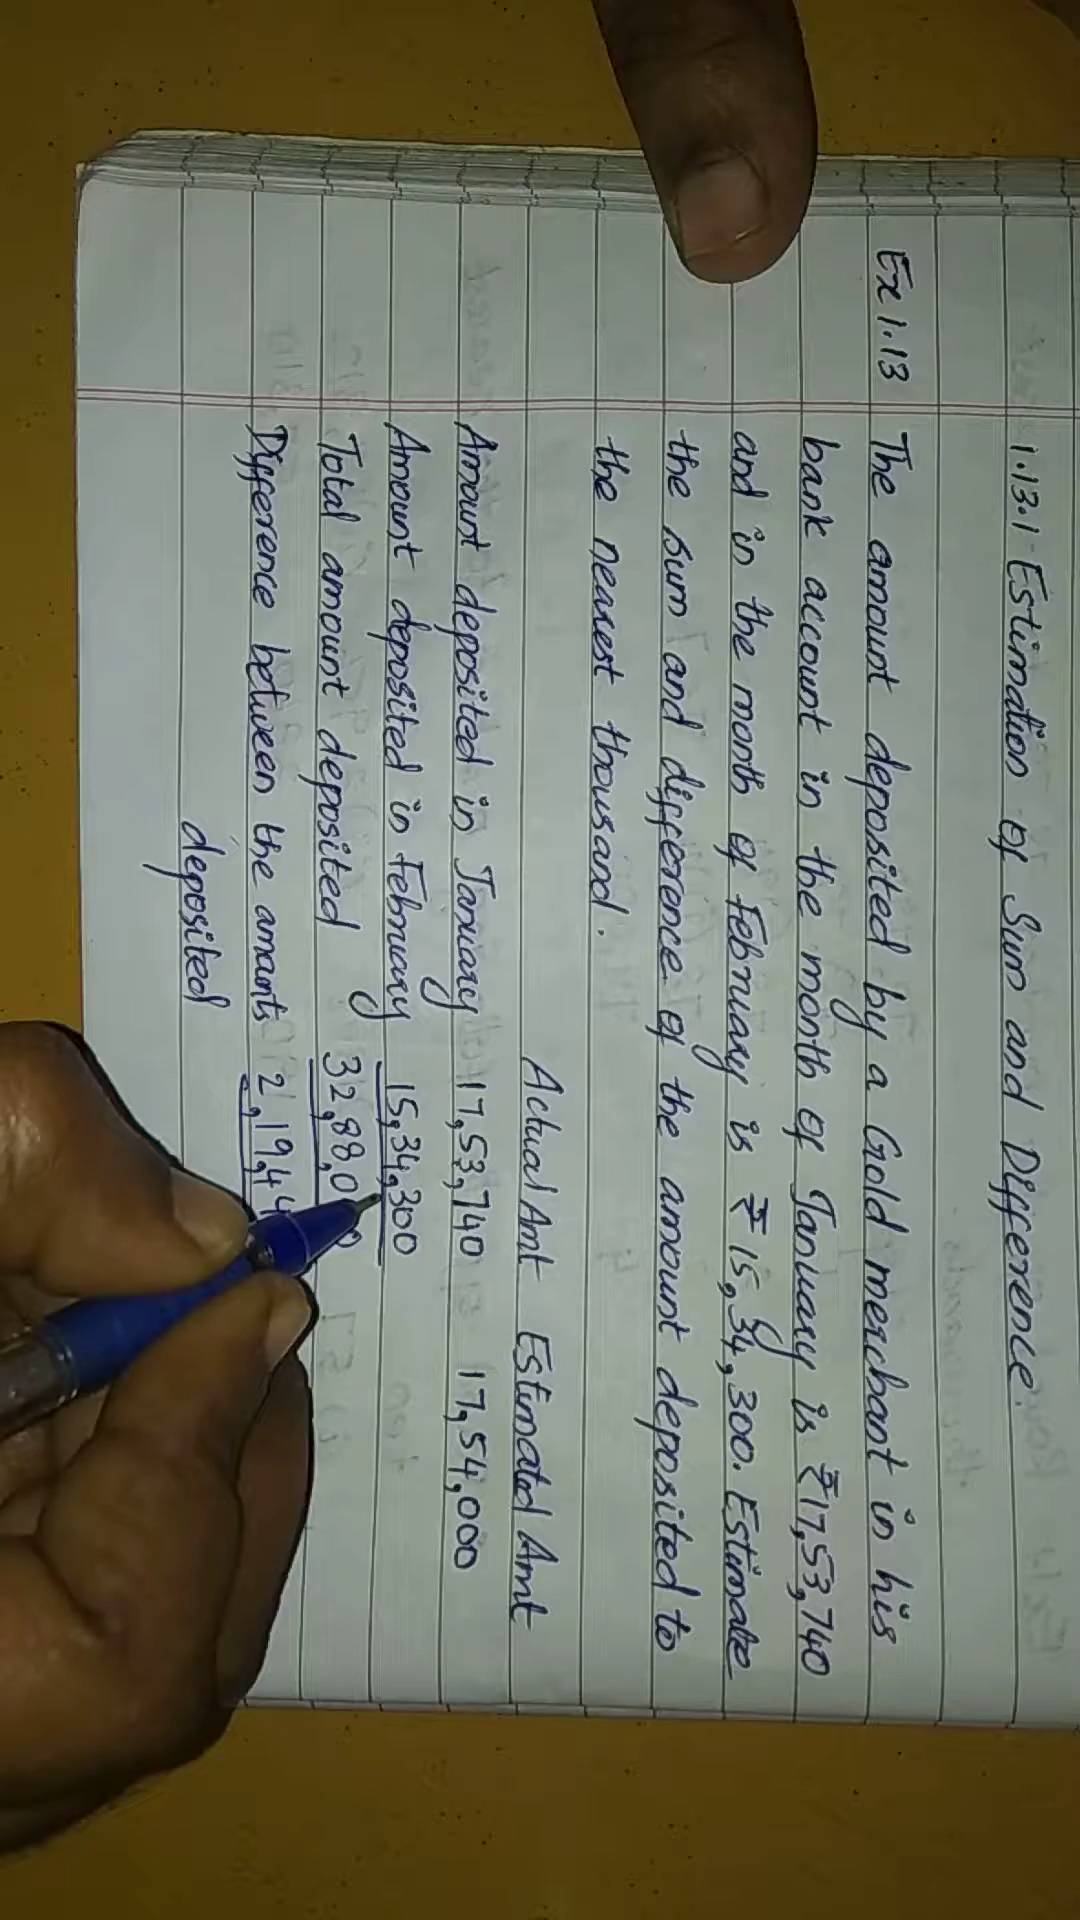 1.13.1 Estimation of Sum and Difference.
Ex 1.13 The amount deposited by a Gold merchant in his
bank account in the month of January is ₹17,53,740
and in the month of February is ₹15,34,300. Estimate
the sum and difference of the amount deposited to
the nearest thousand.
Actual Amt Estimated Amt
Amount deposited in January 17,53,740 17,54,000
Amount deposited in February 15,34,300
Total amount deposited 32,88,0
Difference between the amants 2,19,4
deposited